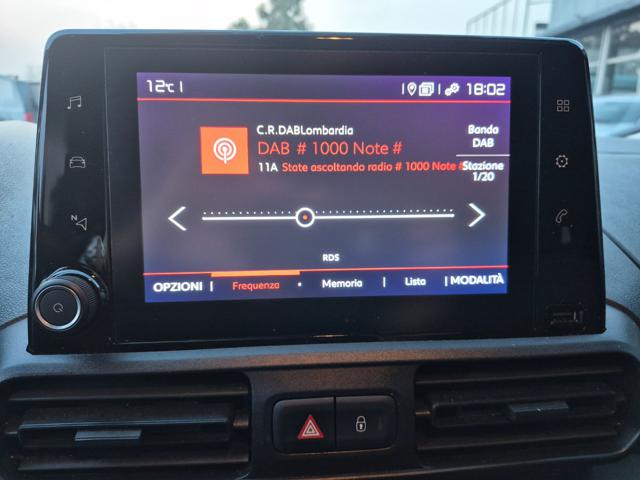 12°C
18:02
C.R.DABLombardia
DAB # 1000 Note #
11A State ascoltando radio # 1000 Note #
Banda
DAB
Stazione
1/20
N
RDS
OPZIONI
Frequenza
Memoria
Lista
MODALITÀ